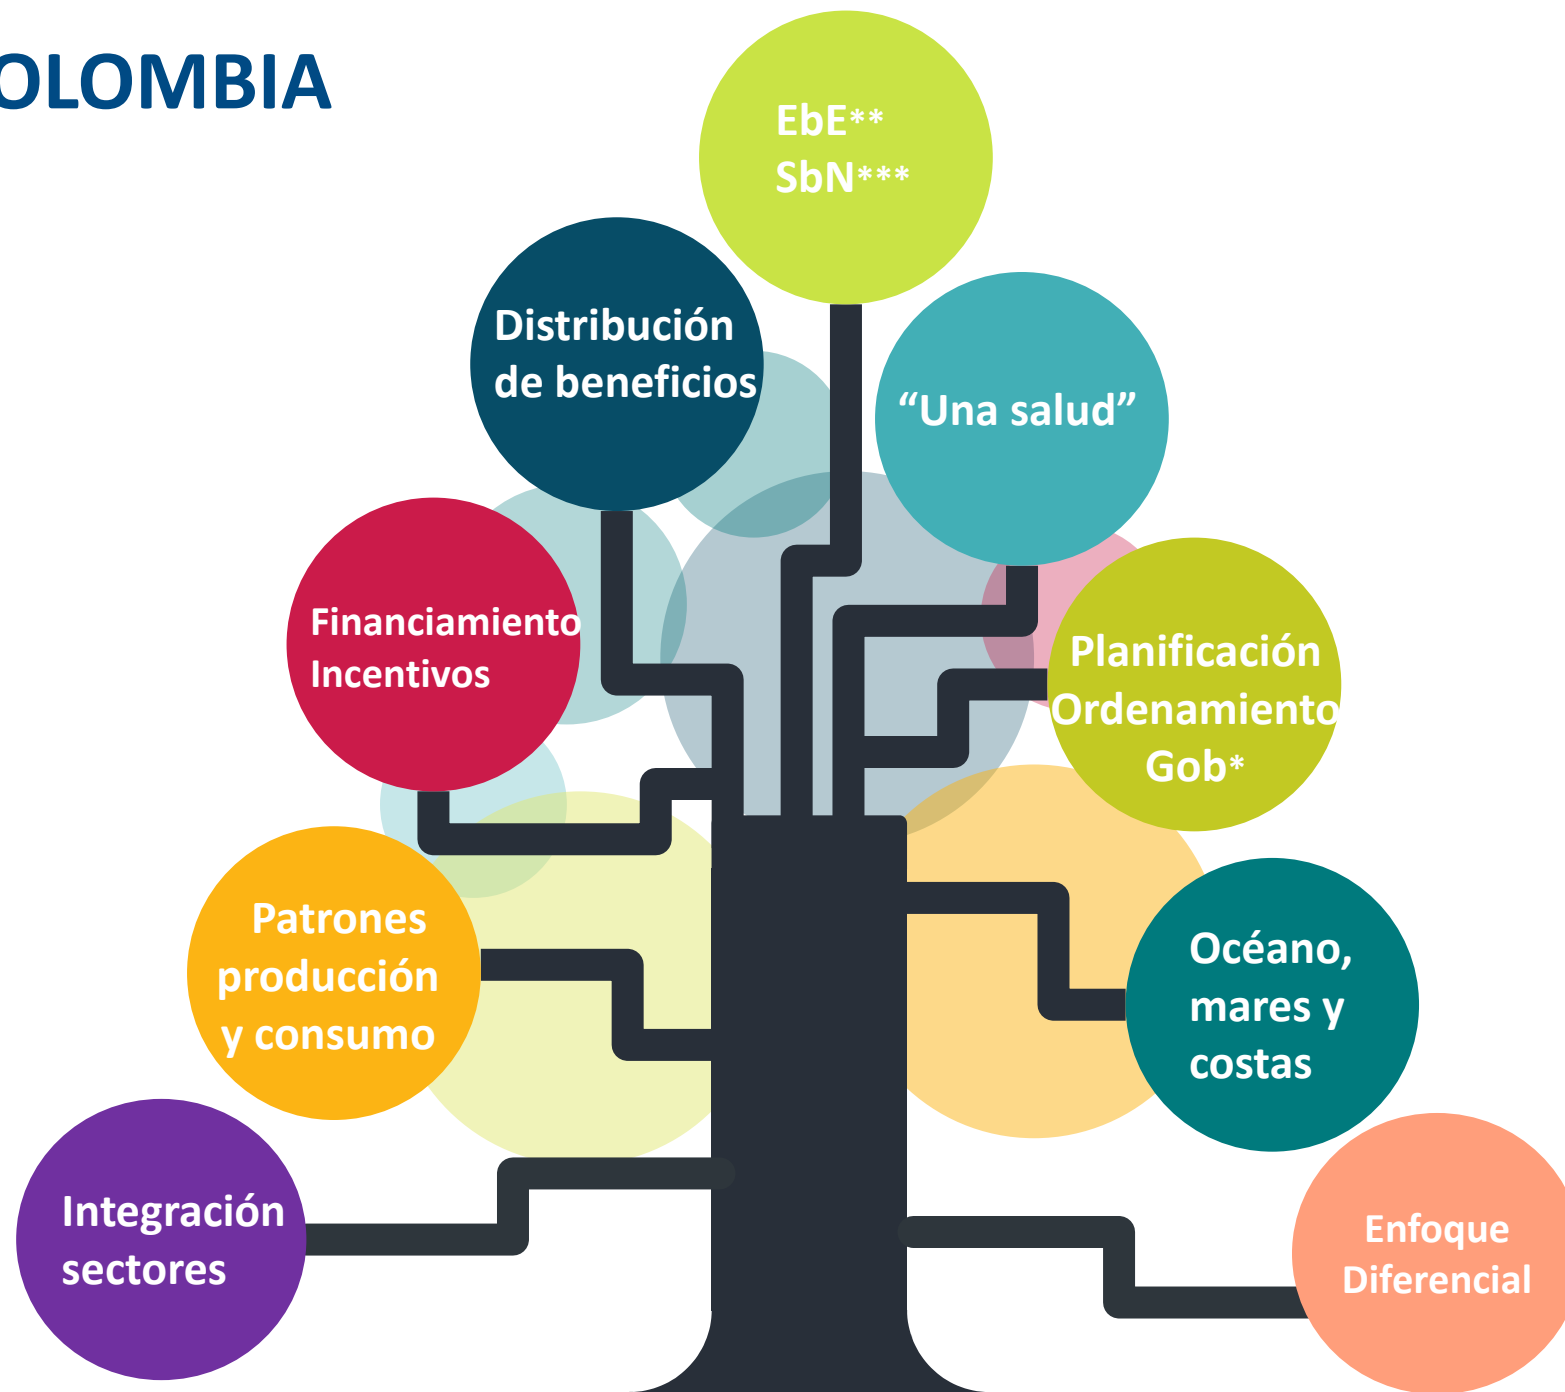 OLOMBIA
EbE**
SbN***
Distribución
de beneficios
“Una salud”
Financiamiento
Incentivos
Planificación
Ordenamiento
Gob*
Patrones
producción
y consumo
Océano,
mares y
costas
Integración
sectores
Enfoque
Diferencial